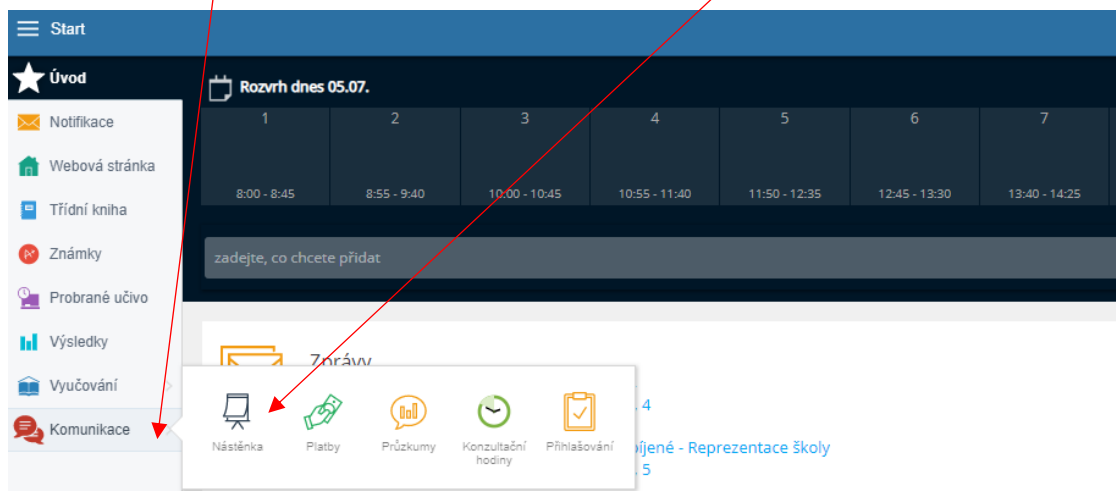 Start
Úvod
Notifikace
Webová stránka
Třídní kniha
Známky
Probrané učivo
Výsledky
Vyučování
Komunikace
Rozvrh dnes 05.07.
1 2 3 4 5 6 7
8:00 - 8:45 8:55 - 9:40 10:00 - 10:45 10:55 - 11:40 11:50 - 12:35 12:45 - 13:30 13:40 - 14:25
zadejte, co chcete přidat
Zprávy
. 4
- Reprezentace školy
. 5
Nástěnka Platby Průzkumy Konzultační hodiny Přihlašování